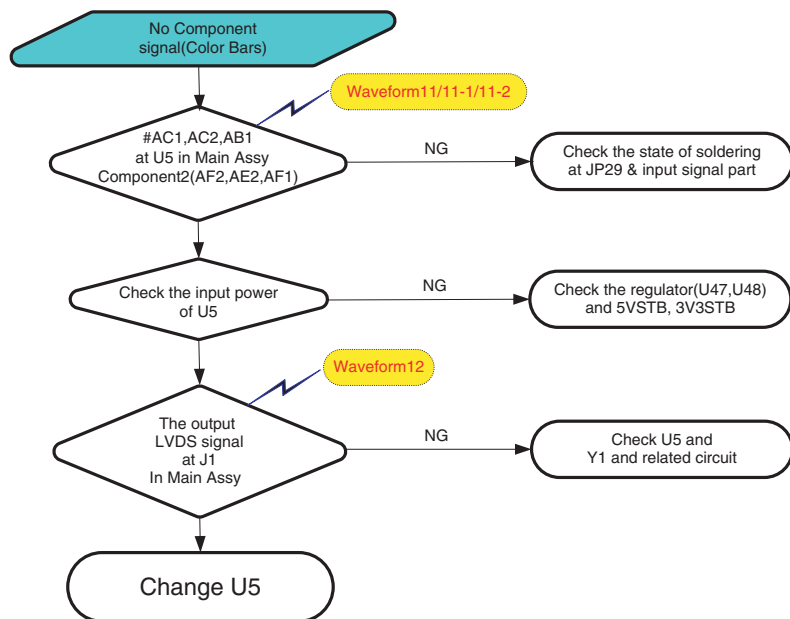 No Component
signal(Color Bars)
Waveform11/11-1/11-2
#AC1,AC2,AB1
at U5 in Main Assy
Component2(AF2,AE2,AF1)
NG
Check the state of soldering
at JP29 & input signal part
Check the input power
of U5
NG
Check the regulator(U47,U48)
and 5VSTB, 3V3STB
Waveform12
The output
LVDS signal
at J1
In Main Assy
NG
Check U5 and
Y1 and related circuit
Change U5